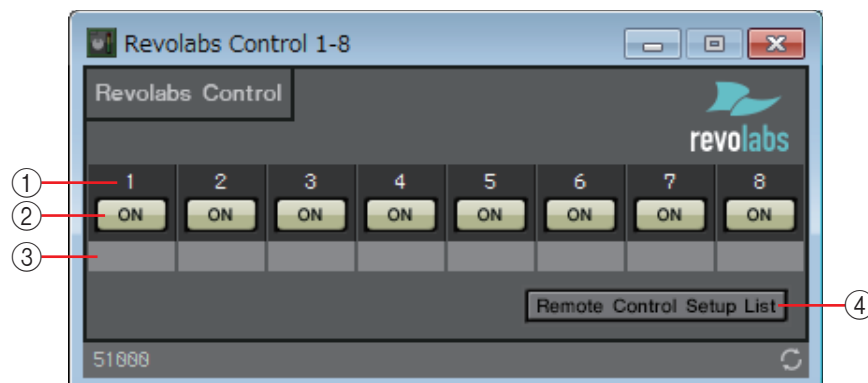 Revolabs Control 1-8
Revolabs Control
revolabs
① 1 2 3 4 5 6 7 8
② ON ON ON ON ON ON ON ON
③
Remote Control Setup List ④
51000